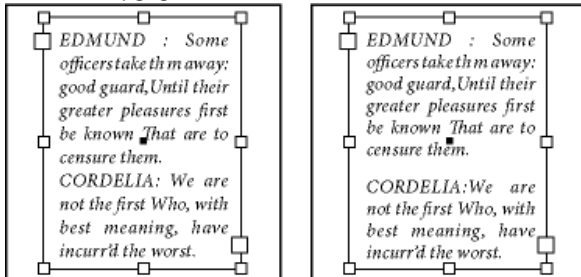 EDMUND : Some
officers take th m away:
good guard,Until their
greater pleasures first
be known That are to
censure them.
CORDELIA: We are
not the first Who, with
best meaning, have
incurr'd the worst.
EDMUND : Some
officers take th m away:
good guard,Until their
greater pleasures first
be known That are to
censure them.
CORDELIA:We are
not the first Who, with
best meaning, have
incurr'd the worst.